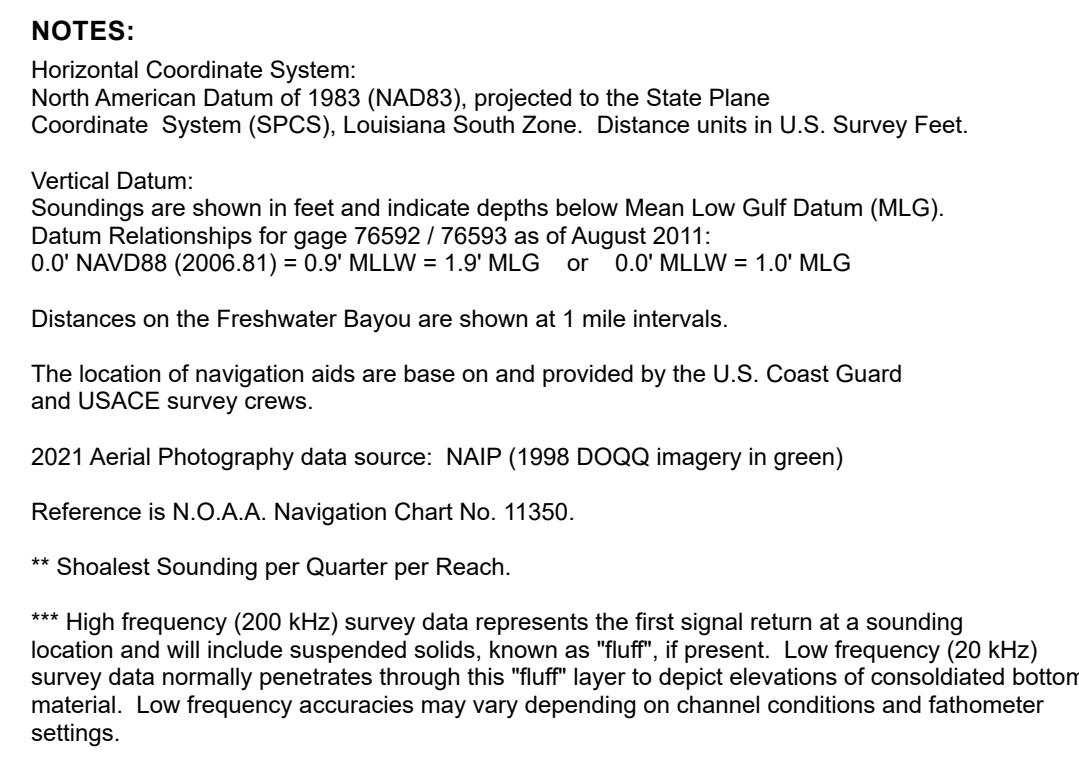 NOTES:
Horizontal Coordinate System:
North American Datum of 1983 (NAD83), projected to the State Plane
Coordinate  System (SPCS), Louisiana South Zone.  Distance units in U.S. Survey Feet.
Vertical Datum:
Soundings are shown in feet and indicate depths below Mean Low Gulf Datum (MLG).
Datum Relationships for gage 76592 / 76593 as of August 2011:
0.0' NAVD88 (2006.81) = 0.9' MLLW = 1.9' MLG    or    0.0' MLLW = 1.0' MLG
Distances on the Freshwater Bayou are shown at 1 mile intervals.
The location of navigation aids are base on and provided by the U.S. Coast Guard
and USACE survey crews.
2021 Aerial Photography data source:  NAIP (1998 DOQQ imagery in green)
Reference is N.O.A.A. Navigation Chart No. 11350.
** Shoalest Sounding per Quarter per Reach.
*** High frequency (200 kHz) survey data represents the first signal return at a sounding
location and will include suspended solids, known as "fluff", if present.  Low frequency (20 kHz)
survey data normally penetrates through this "fluff" layer to depict elevations of consoldiated bottom
material.  Low frequency accuracies may vary depending on channel conditions and fathometer
settings.